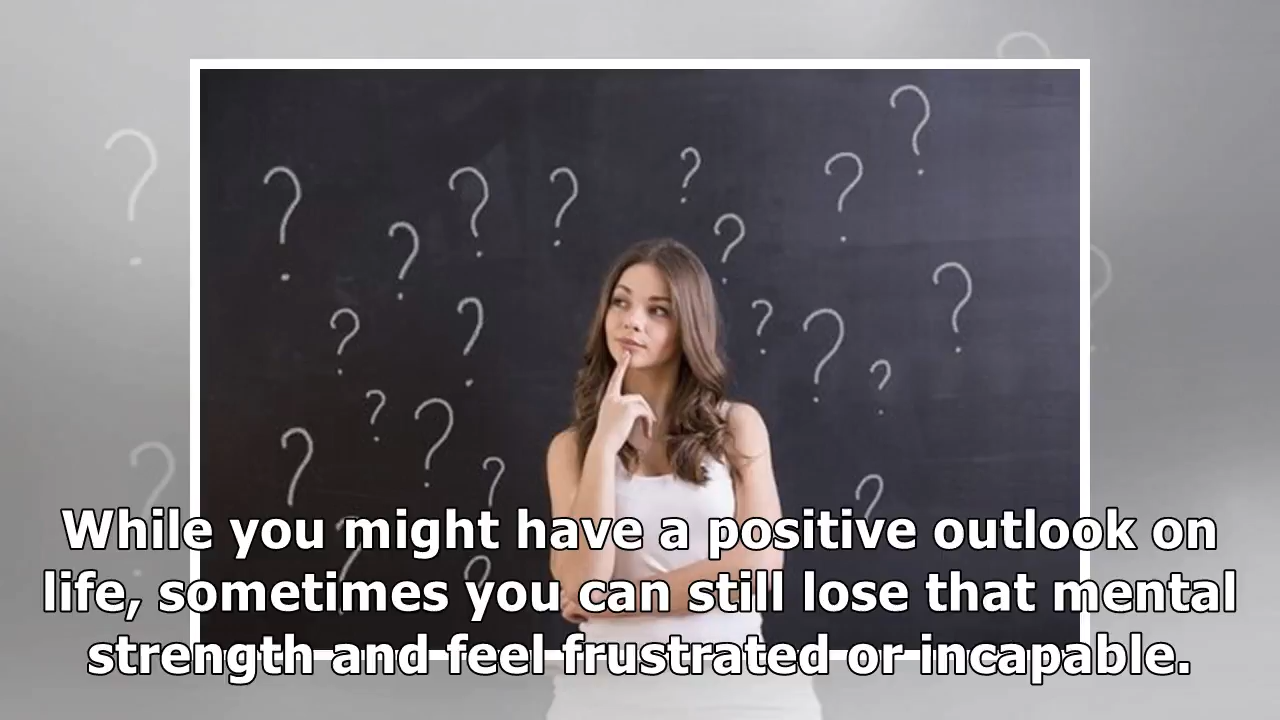 While you might have a positive outlook on
life, sometimes you can still lose that mental
strength and feel frustrated or incapable.